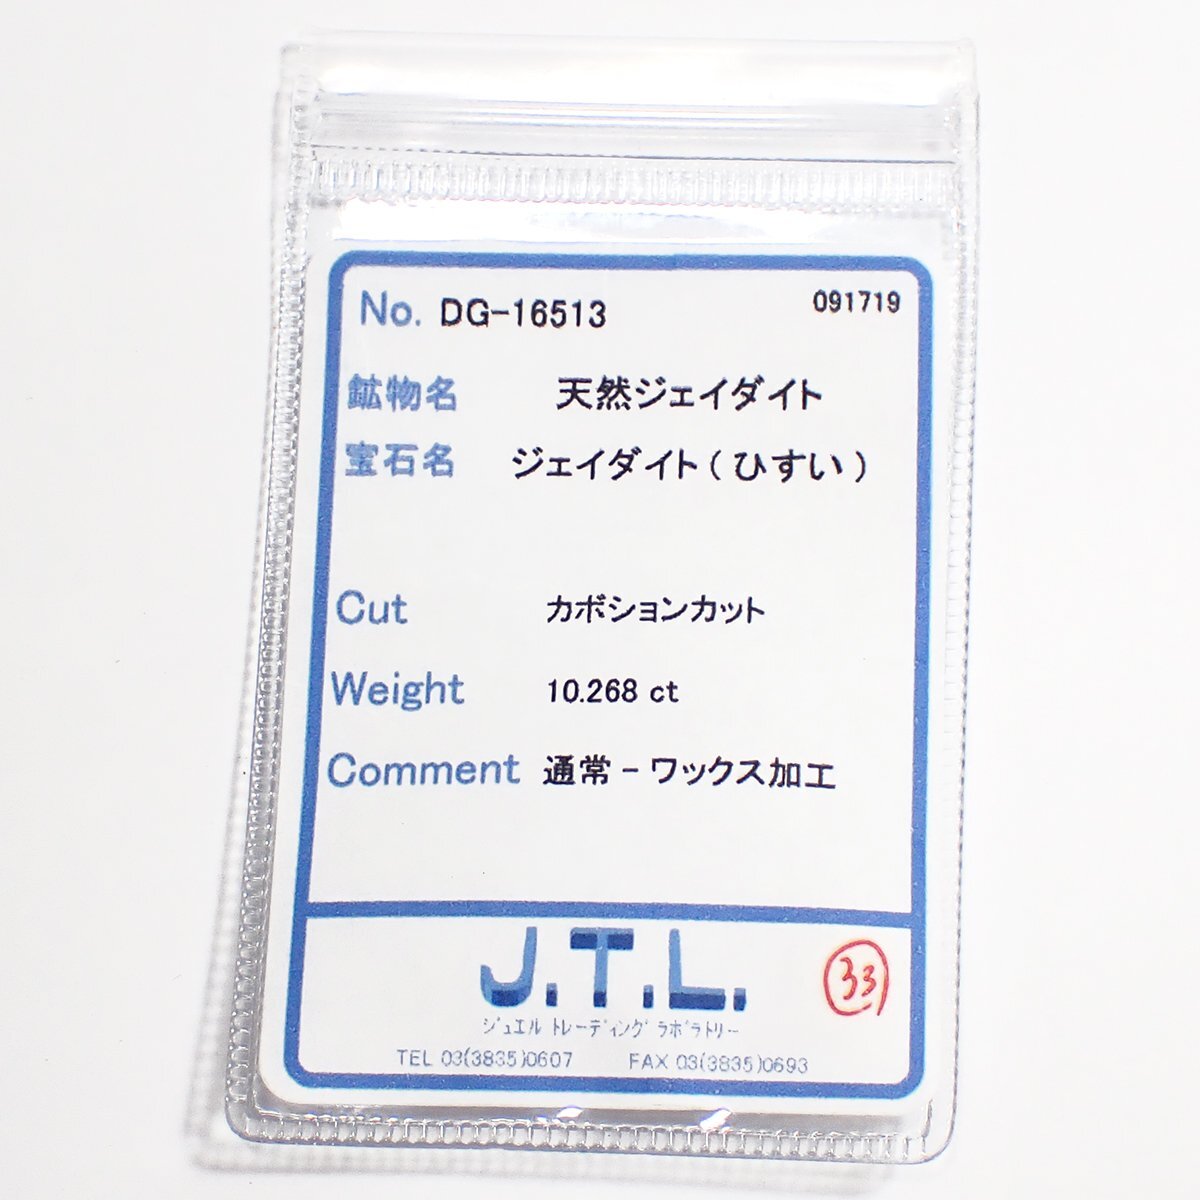 No. DG-16513 091719
鉱物名 天然ジェイダイト
宝石名 ジェイダイト(ひすい)
Cut カボションカット
Weight 10.268 ct
Comment 通常-ワックス加工
J.T.L.
ジュエル トレーディング ラボラトリー
TEL 03(3835)0607 FAX 03(3835)0693
33